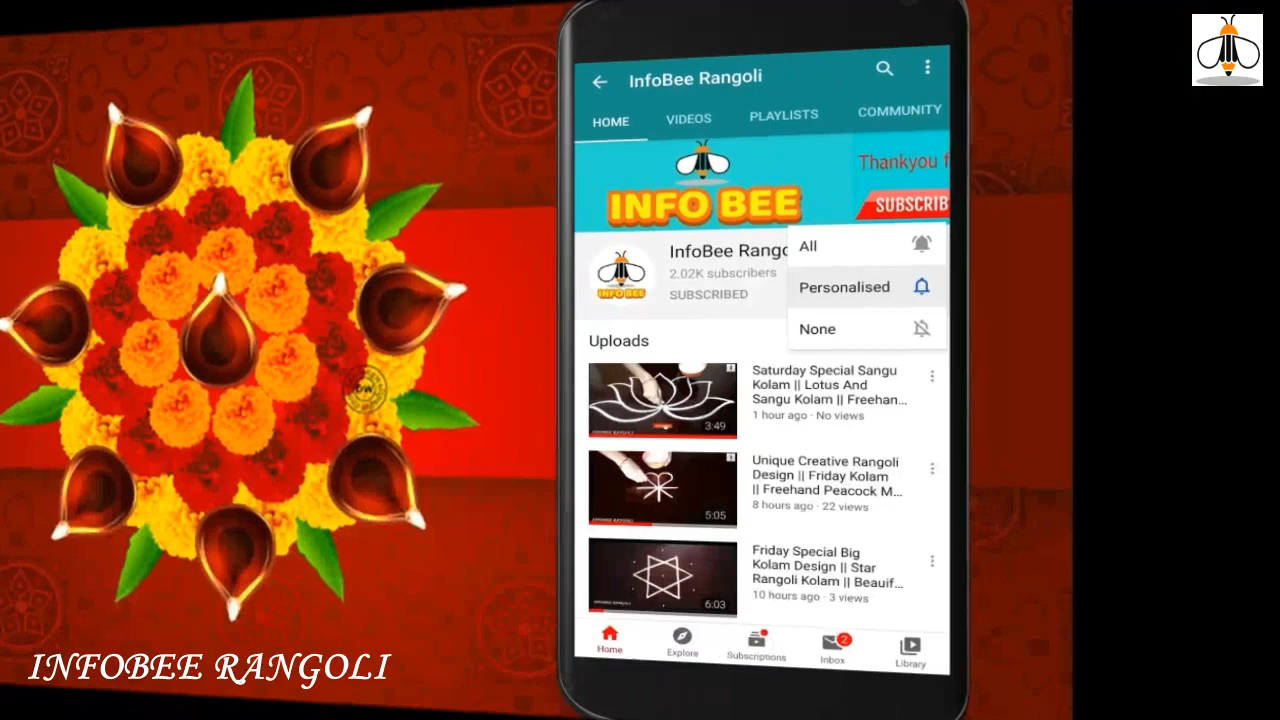 InfoBee Rangoli
HOME VIDEOS PLAYLISTS COMMUNITY
Thankyou f
INFO BEE
SUBSCRIB
InfoBee Rango
2.02K subscribers
SUBSCRIBED
INFO BEE
All
Personalised
None
Uploads
Saturday Special Sangu
Kolam || Lotus And
Sangu Kolam || Freehan...
1 hour ago · No views
3:49
Unique Creative Rangoli
Design || Friday Kolam
|| Freehand Peacock M...
8 hours ago · 22 views
5:05
Friday Special Big
Kolam Design || Star
Rangoli Kolam || Beauif...
10 hours ago · 3 views
6:03
2
Home Explore Subscriptions Inbox Library
INFOBEE RANGOLI